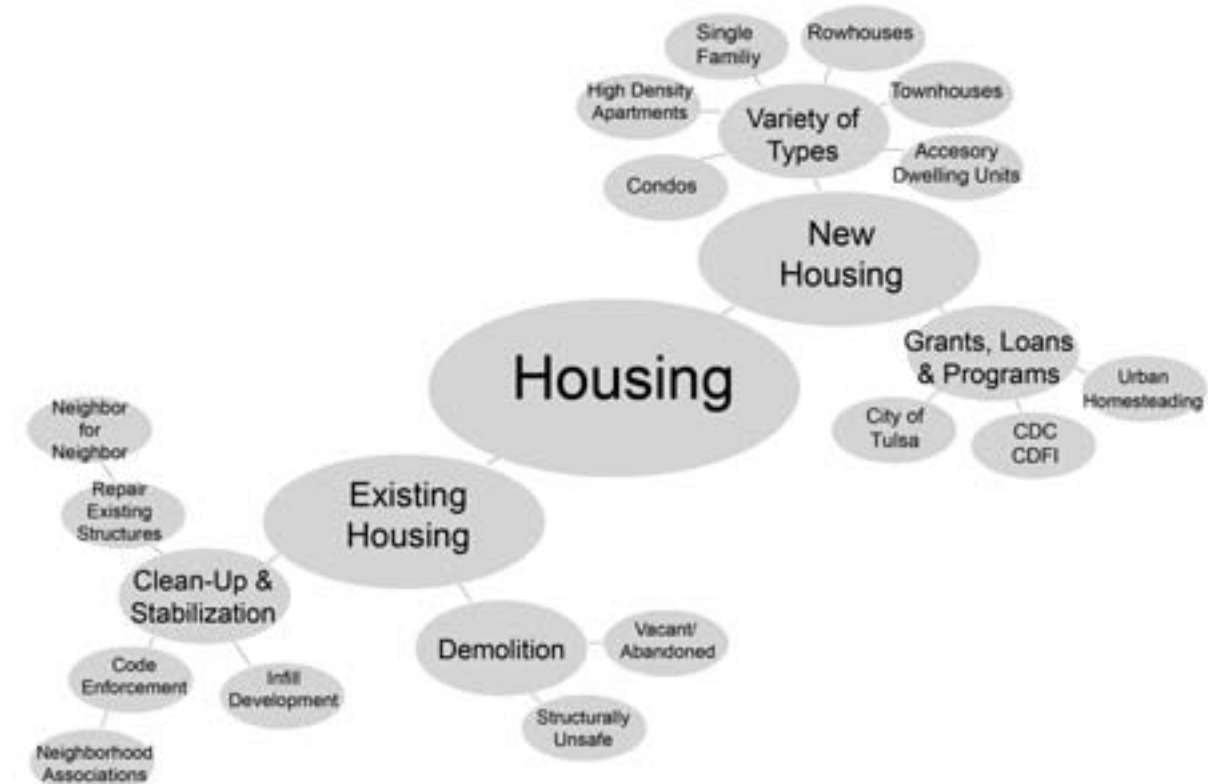 Single
Familiy
Rowhouses
High Density
Apartments
Townhouses
Variety of
Types
Accesory
Dwelling Units
Condos
New
Housing
Housing
Grants, Loans
& Programs
Urban
Homesteading
City of
Tulsa
CDC
CDFI
Neighbor
for
Neighbor
Repair
Existing
Structures
Existing
Housing
Clean-Up &
Stabilization
Demolition
Vacant/
Abandoned
Code
Enforcement
Infill
Development
Structurally
Unsafe
Neighborhood
Associations